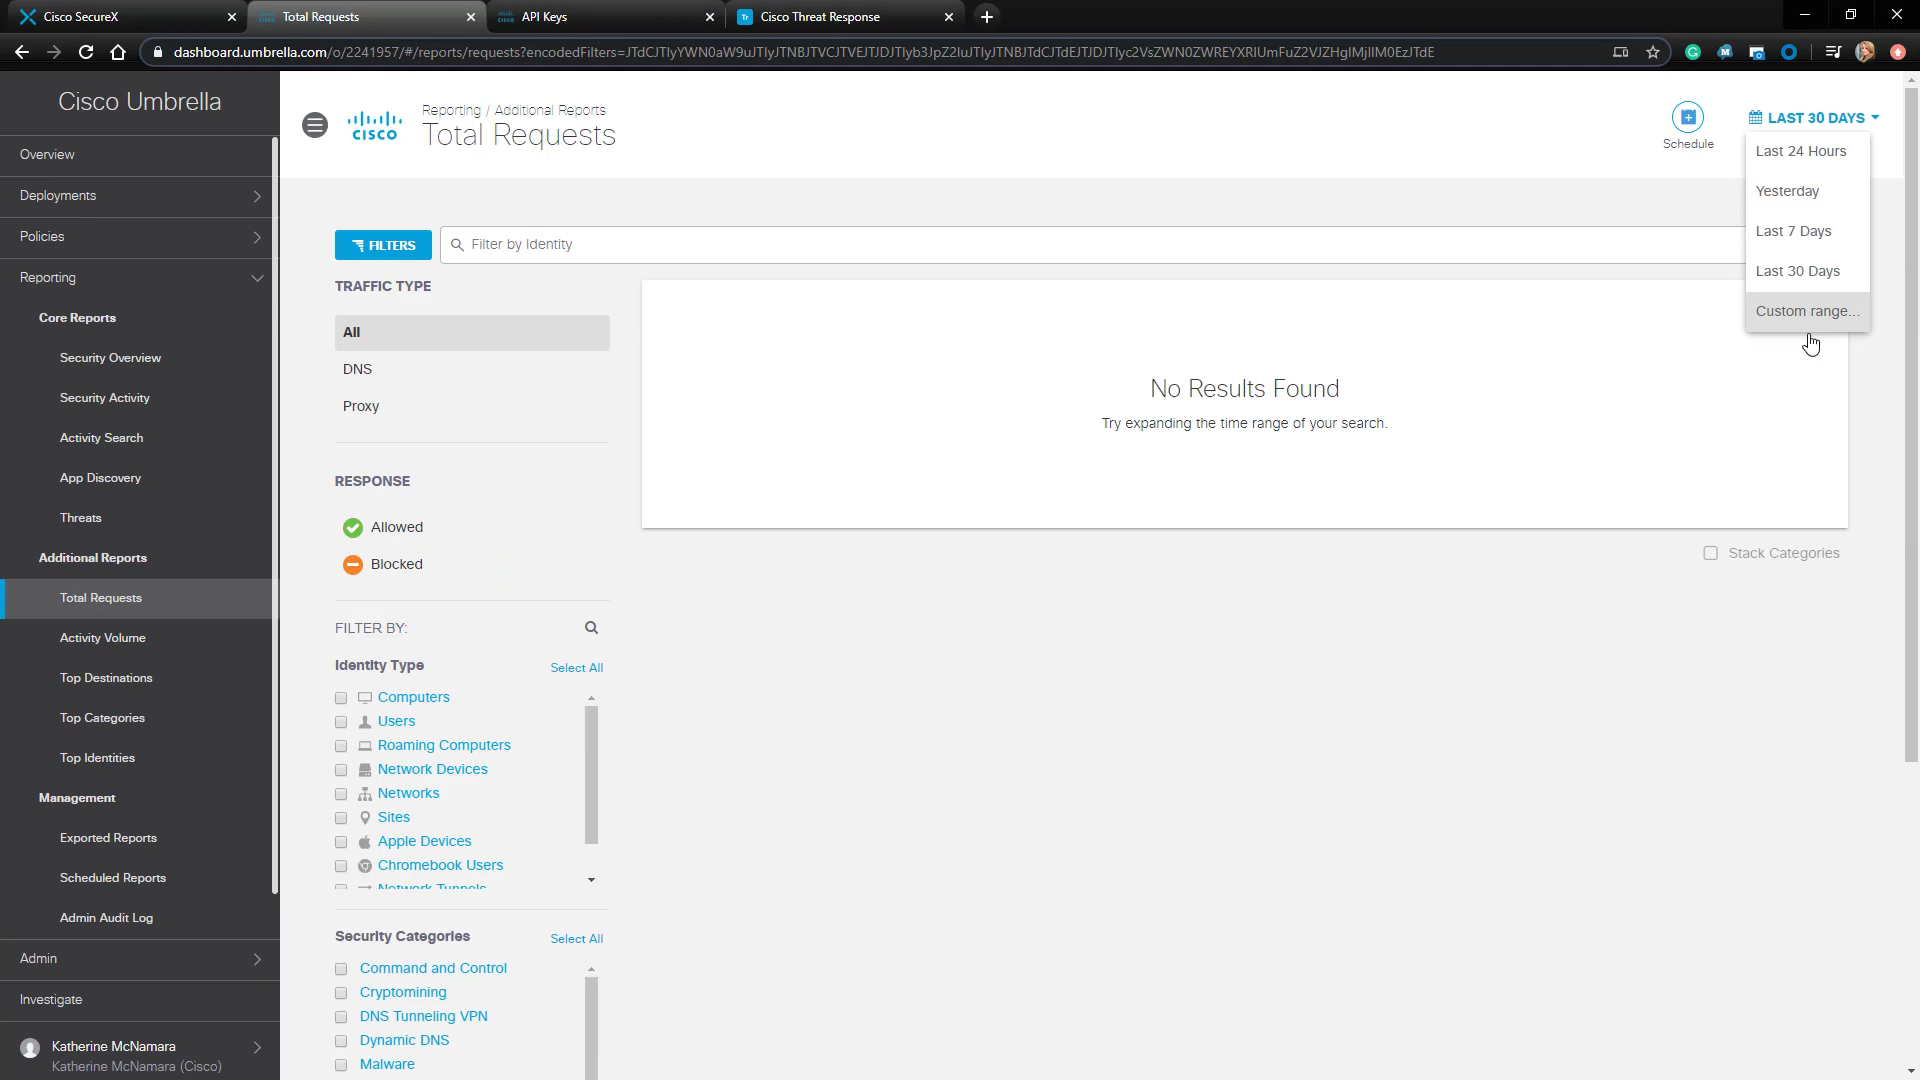 Cisco SecureX
Total Requests
API Keys
Cisco Threat Response
dashboard.umbrella.com/o/2241957/#/reports/requests?encodedFilters=JTdCJTIyYWN0aW9uJTIyJTNBJTVCJTVEJTJDJTIyb3JpZ2luJTIyJTNBJTdCJTdEJTJDJTIyc2VsZWN0ZWREYXRlUmFuZ2VJZHglMjIlM0EzJTdE
Cisco Umbrella
Overview
Deployments
Policies
Reporting
Core Reports
Security Overview
Security Activity
Activity Search
App Discovery
Threats
Additional Reports
Total Requests
Activity Volume
Top Destinations
Top Categories
Top Identities
Management
Exported Reports
Scheduled Reports
Admin Audit Log
Admin
Investigate
Katherine McNamara
Katherine McNamara (Cisco)
CISCO
Reporting / Additional Reports
Total Requests
Schedule
LAST 30 DAYS
Last 24 Hours
Yesterday
Last 7 Days
Last 30 Days
Custom range...
FILTERS
Filter by Identity
TRAFFIC TYPE
All
DNS
Proxy
RESPONSE
Allowed
Blocked
FILTER BY:
Identity Type
Select All
Computers
Users
Roaming Computers
Network Devices
Networks
Sites
Apple Devices
Chromebook Users
Network Tunnels
Security Categories
Select All
Command and Control
Cryptomining
DNS Tunneling VPN
Dynamic DNS
Malware
No Results Found
Try expanding the time range of your search.
Stack Categories